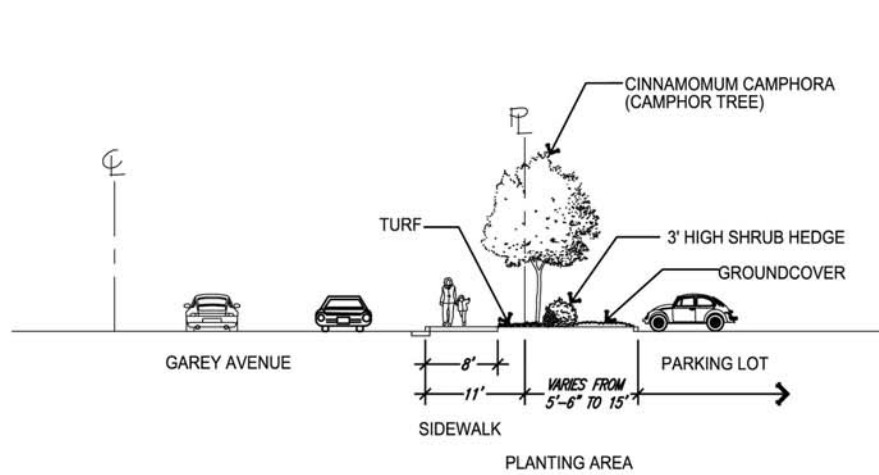 CINNAMOMUM CAMPHORA
(CAMPHOR TREE)
PL
CL
TURF
3' HIGH SHRUB HEDGE
GROUNDCOVER
GAREY AVENUE
8'
PARKING LOT
11'
VARIES FROM
5'-6" TO 15'
SIDEWALK
PLANTING AREA